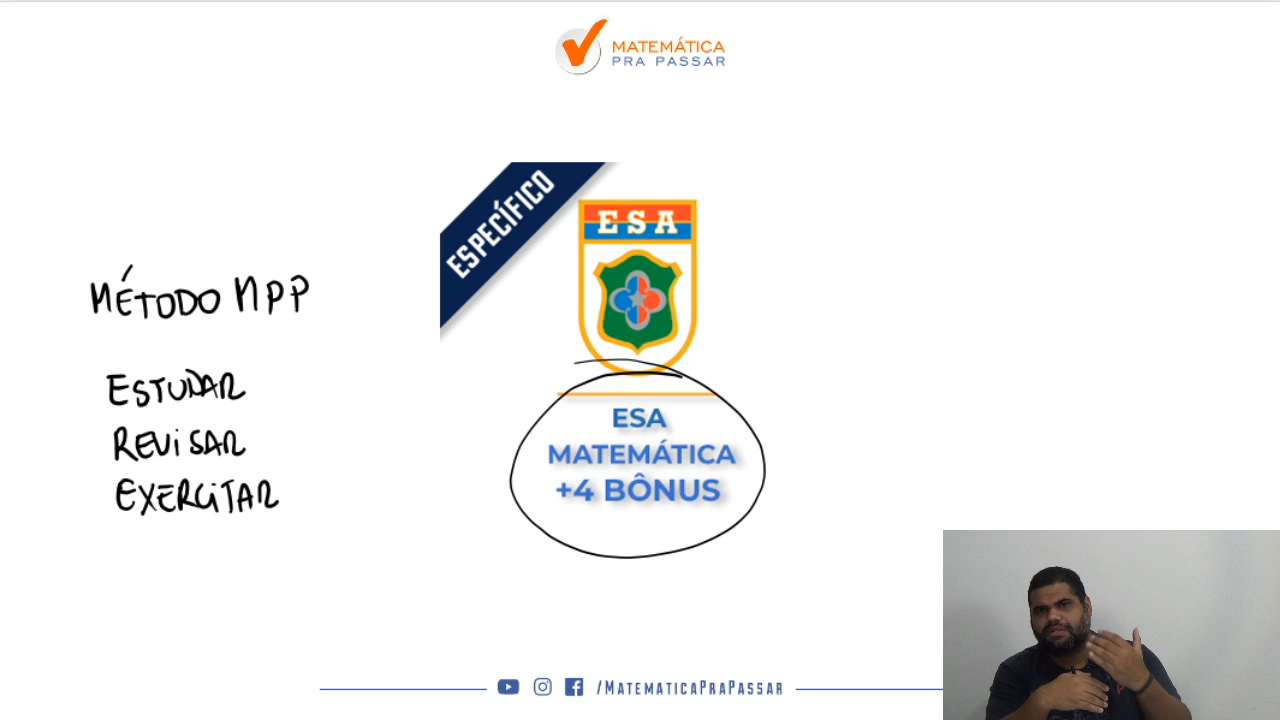 MATEMÁTICA
PRA PASSAR
ESPECÍFICO
ESA
MÉTODO MPP
ESTUDAR
REVISAR
EXERCITAR
ESA
MATEMÁTICA
+4 BÔNUS
/MATEMATICAPRAPASSAR